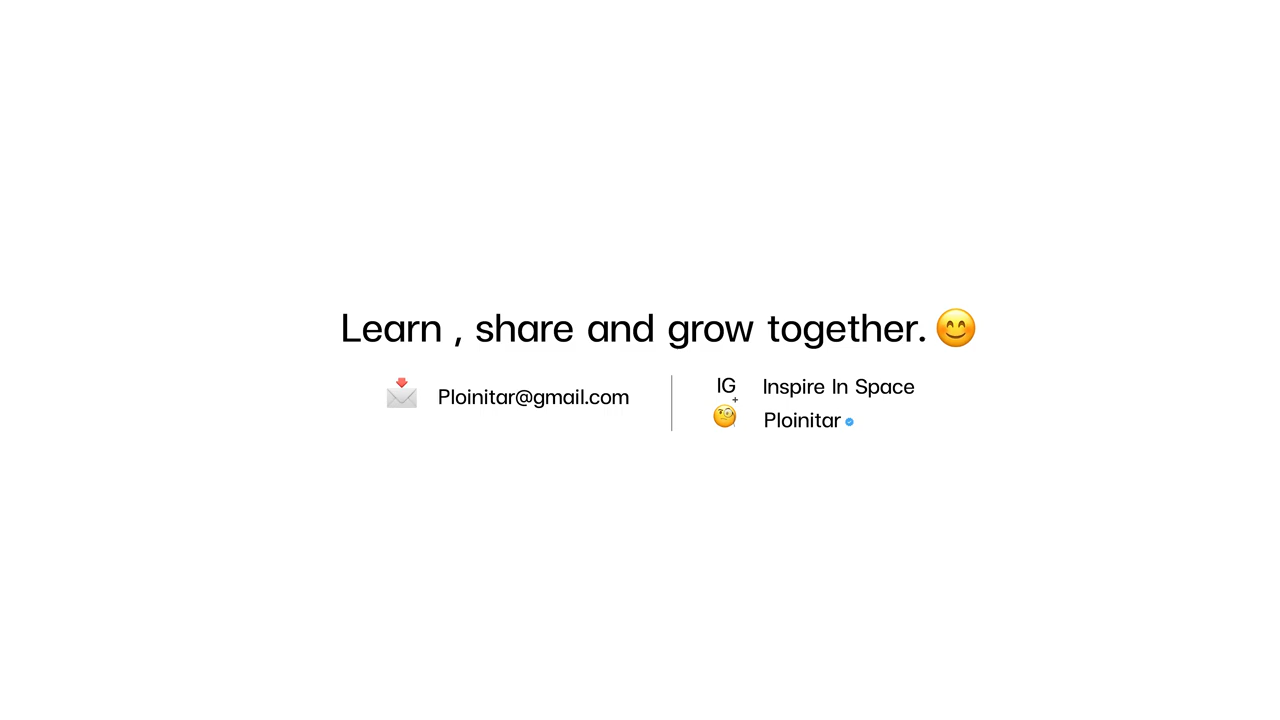 Learn , share and grow together. 😊
📩 Ploinitar@gmail.com
IG Inspire In Space
+
🧐 Ploinitar